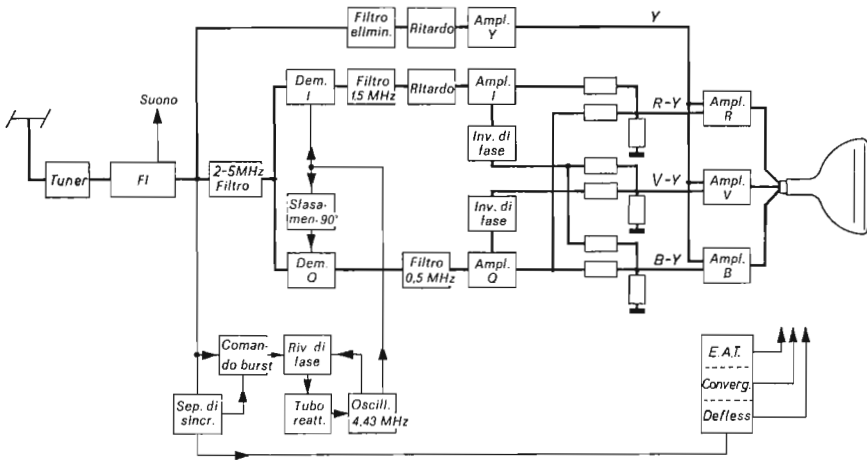 Filtro
elimin.
Ritardo
Ampl.
Y
Y
Dem.
I
Filtro
1.5 MHz
Ritardo
Ampl.
I
Suono
R-Y
Ampl.
R
Inv. di
fase
Tuner
FI
2-5MHz
Filtro
V-Y
Ampl.
V
Sfasa-
men. 90°
Inv. di
fase
Dem.
Q
Filtro
0,5 MHz
Ampl.
Q
B-Y
Ampl.
B
Coman-
do burst
Riv. di
fase
E.A.T.
Converg.
Defless
Sep. di
sincr.
Tubo
reatt.
Oscill.
4,43 MHz